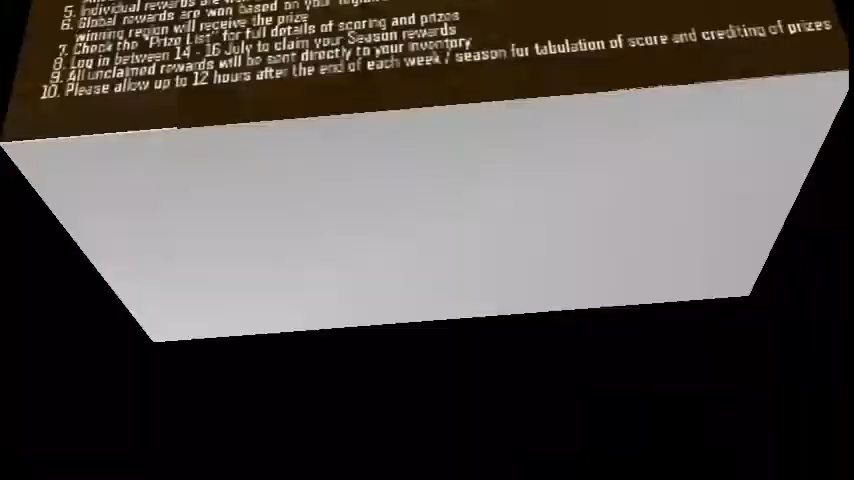 5. Individual rewards are
6. Global rewards are won based on your
winning region will receive the prize
7. Check the "Prize List" for full details of scoring and prizes
8. Log in between 14 - 16 July to claim your Season rewards
9. All unclaimed rewards will be sent directly to your inventory
10. Please allow up to 12 hours after the end of each week / season for tabulation of score and crediting of prizes